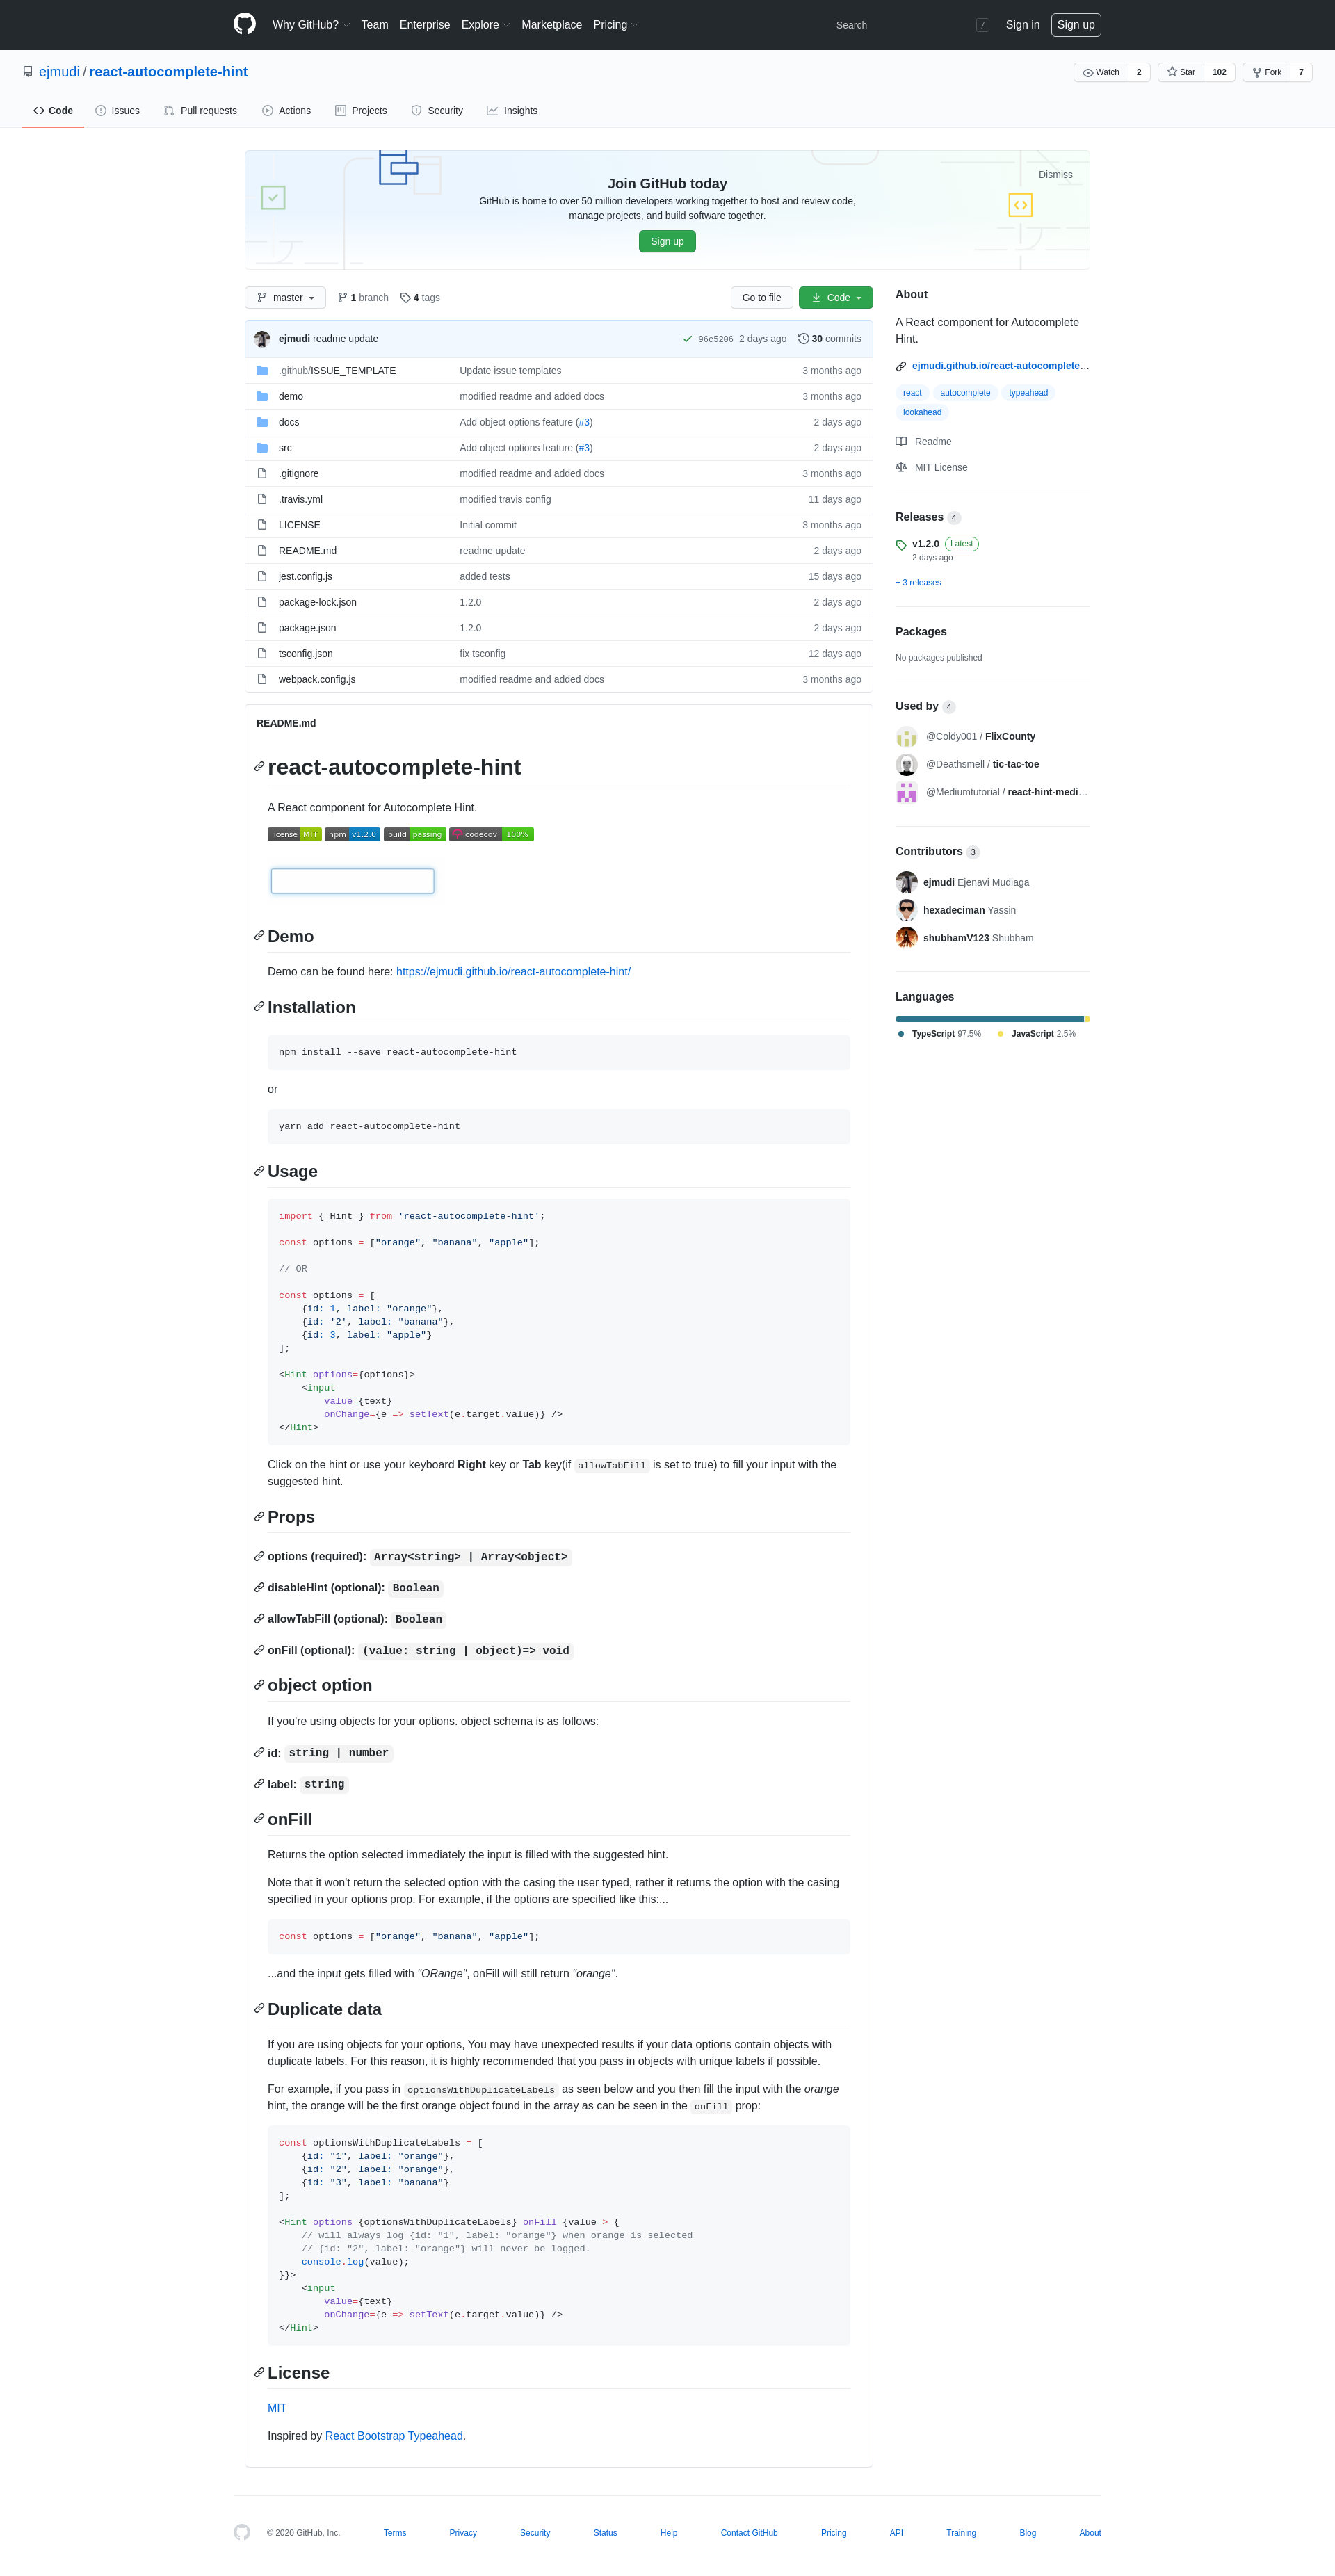 Why GitHub? Team Enterprise Explore Marketplace Pricing Search / Sign in Sign up
ejmudi / react-autocomplete-hint Watch 2 Star 102 Fork 7
Code Issues Pull requests Actions Projects Security Insights
Join GitHub today Dismiss
GitHub is home to over 50 million developers working together to host and review code,
manage projects, and build software together.
Sign up
master 1 branch 4 tags Go to file Code
ejmudi readme update 96c5206 2 days ago 30 commits
.github/ISSUE_TEMPLATE Update issue templates 3 months ago
demo modified readme and added docs 3 months ago
docs Add object options feature (#3) 2 days ago
src Add object options feature (#3) 2 days ago
.gitignore modified readme and added docs 3 months ago
.travis.yml modified travis config 11 days ago
LICENSE Initial commit 3 months ago
README.md readme update 2 days ago
jest.config.js added tests 15 days ago
package-lock.json 1.2.0 2 days ago
package.json 1.2.0 2 days ago
tsconfig.json fix tsconfig 12 days ago
webpack.config.js modified readme and added docs 3 months ago
README.md
react-autocomplete-hint
A React component for Autocomplete Hint.
license MIT npm v1.2.0 build passing codecov 100%
Demo
Demo can be found here: https://ejmudi.github.io/react-autocomplete-hint/
Installation
npm install --save react-autocomplete-hint
or
yarn add react-autocomplete-hint
Usage
import { Hint } from 'react-autocomplete-hint';
const options = ["orange", "banana", "apple"];
// OR
const options = [
{id: 1, label: "orange"},
{id: '2', label: "banana"},
{id: 3, label: "apple"}
];
<Hint options={options}>
<input
value={text}
onChange={e => setText(e.target.value)} />
</Hint>
Click on the hint or use your keyboard Right key or Tab key(if allowTabFill is set to true) to fill your input with the
suggested hint.
Props
options (required): Array<string> | Array<object>
disableHint (optional): Boolean
allowTabFill (optional): Boolean
onFill (optional): (value: string | object)=> void
object option
If you're using objects for your options. object schema is as follows:
id: string | number
label: string
onFill
Returns the option selected immediately the input is filled with the suggested hint.
Note that it won't return the selected option with the casing the user typed, rather it returns the option with the casing
specified in your options prop. For example, if the options are specified like this:...
const options = ["orange", "banana", "apple"];
...and the input gets filled with "ORange", onFill will still return "orange".
Duplicate data
If you are using objects for your options, You may have unexpected results if your data options contain objects with
duplicate labels. For this reason, it is highly recommended that you pass in objects with unique labels if possible.
For example, if you pass in optionsWithDuplicateLabels as seen below and you then fill the input with the orange
hint, the orange will be the first orange object found in the array as can be seen in the onFill prop:
const optionsWithDuplicateLabels = [
{id: "1", label: "orange"},
{id: "2", label: "orange"},
{id: "3", label: "banana"}
];
<Hint options={optionsWithDuplicateLabels} onFill={value=> {
// will always log {id: "1", label: "orange"} when orange is selected
// {id: "2", label: "orange"} will never be logged.
console.log(value);
}}>
<input
value={text}
onChange={e => setText(e.target.value)} />
</Hint>
License
MIT
Inspired by React Bootstrap Typeahead.
About
A React component for Autocomplete
Hint.
ejmudi.github.io/react-autocomplete...
react autocomplete typeahead
lookahead
Readme
MIT License
Releases 4
v1.2.0 Latest
2 days ago
+ 3 releases
Packages
No packages published
Used by 4
@Coldy001 / FlixCounty
@Deathsmell / tic-tac-toe
@Mediumtutorial / react-hint-medi...
Contributors 3
ejmudi Ejenavi Mudiaga
hexadeciman Yassin
shubhamV123 Shubham
Languages
TypeScript 97.5% JavaScript 2.5%
© 2020 GitHub, Inc. Terms Privacy Security Status Help Contact GitHub Pricing API Training Blog About